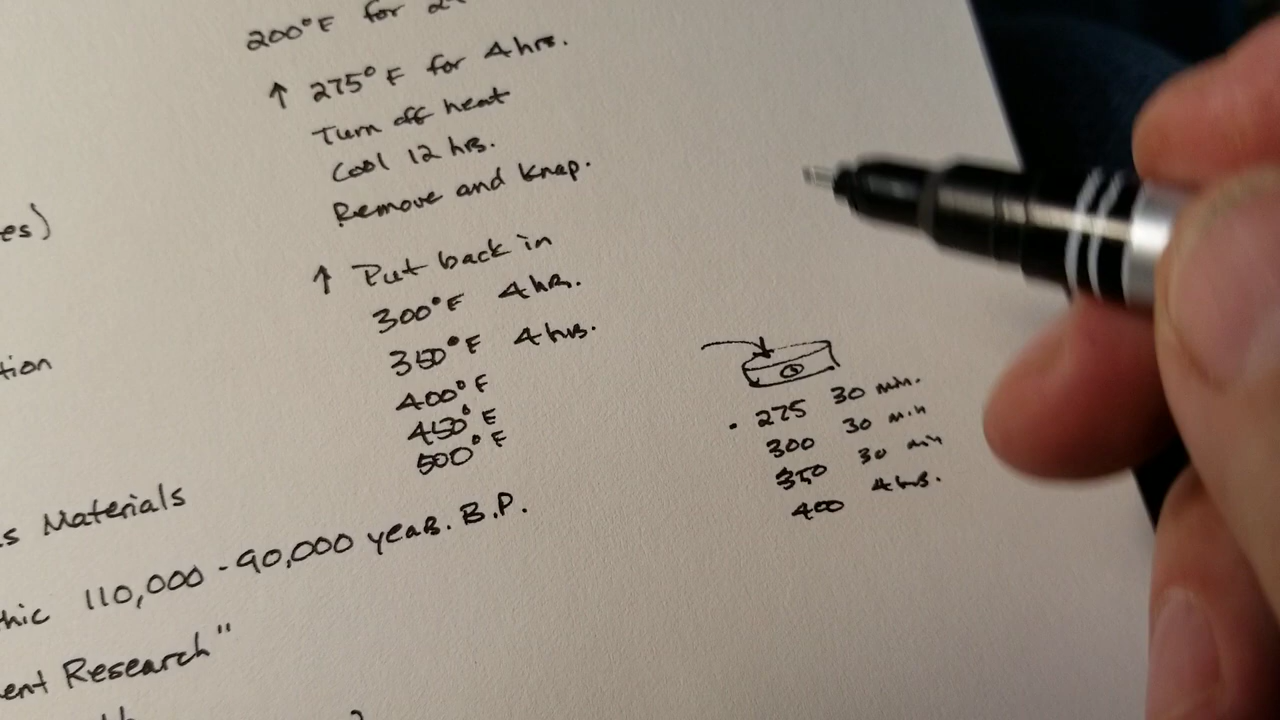 200°F for
↑ 275°F for 4 hrs.
Turn off heat
Cool 12 hrs.
Remove and knap.
es)
↑ Put back in
300°F 4 hrs.
350°F 4 hrs.
tion
400°F
450°F
500°F
275 30 min.
300 30 min
350 30 min
400 4 hrs.
s Materials
hic 110,000 - 90,000 years. B.P.
ent Research"